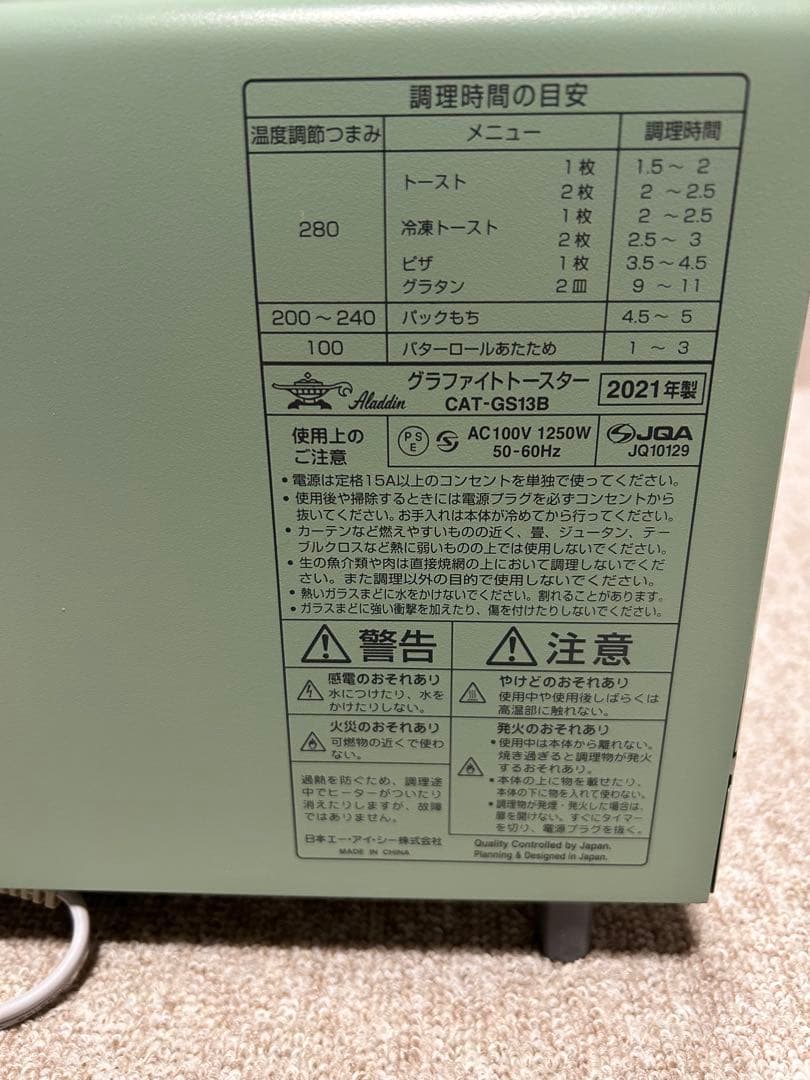 調理時間の目安
温度調節つまみ メニュー 調理時間
280 トースト 1枚 1.5～ 2
2枚 2 ～2.5
冷凍トースト 1枚 2 ～2.5
2枚 2.5～ 3
ピザ 1枚 3.5～4.5
グラタン 2皿 9 ～ 11
200～240 パックもち 4.5～ 5
100 バターロールあたため 1 ～ 3
Aladdin グラファイトトースター CAT-GS13B 2021年製
使用上の
ご注意
PSE AC100V 1250W
50-60Hz
JQA
JQ10129
・電源は定格15A以上のコンセントを単独で使ってください。
・使用後や掃除するときには電源プラグを必ずコンセントから
抜いてください。お手入れは本体が冷めてから行ってください。
・カーテンなど燃えやすいものの近く、畳、ジュータン、テー
ブルクロスなど熱に弱いものの上では使用しないでください。
・生の魚介類や肉は直接焼網の上において調理しないでくだ
さい。また調理以外の目的で使用しないでください。
・熱いガラスまどに水をかけないでください。割れることがあります。
・ガラスまどに強い衝撃を加えたり、傷を付けたりしないでください。
警告
感電のおそれあり
水につけたり、水を
かけたりしない。
火災のおそれあり
可燃物の近くで使わ
ない。
過熱を防ぐため、調理途
中でヒーターがついたり
消えたりしますが、故障
ではありません。
日本エー・アイ・シー株式会社
MADE IN CHINA
注意
やけどのおそれあり
使用中や使用後しばらくは
高温部に触れない。
発火のおそれあり
・使用中は本体から離れない。
焼き過ぎると調理物が発火
するおそれあり。
・本体の上に物を載せたり、
本体の下に物を入れて使わない。
・調理物が発煙・発火した場合は、
扉を開けない。すぐにタイマー
を切り、電源プラグを抜く。
Quality Controlled by Japan.
Planning & Designed in Japan.